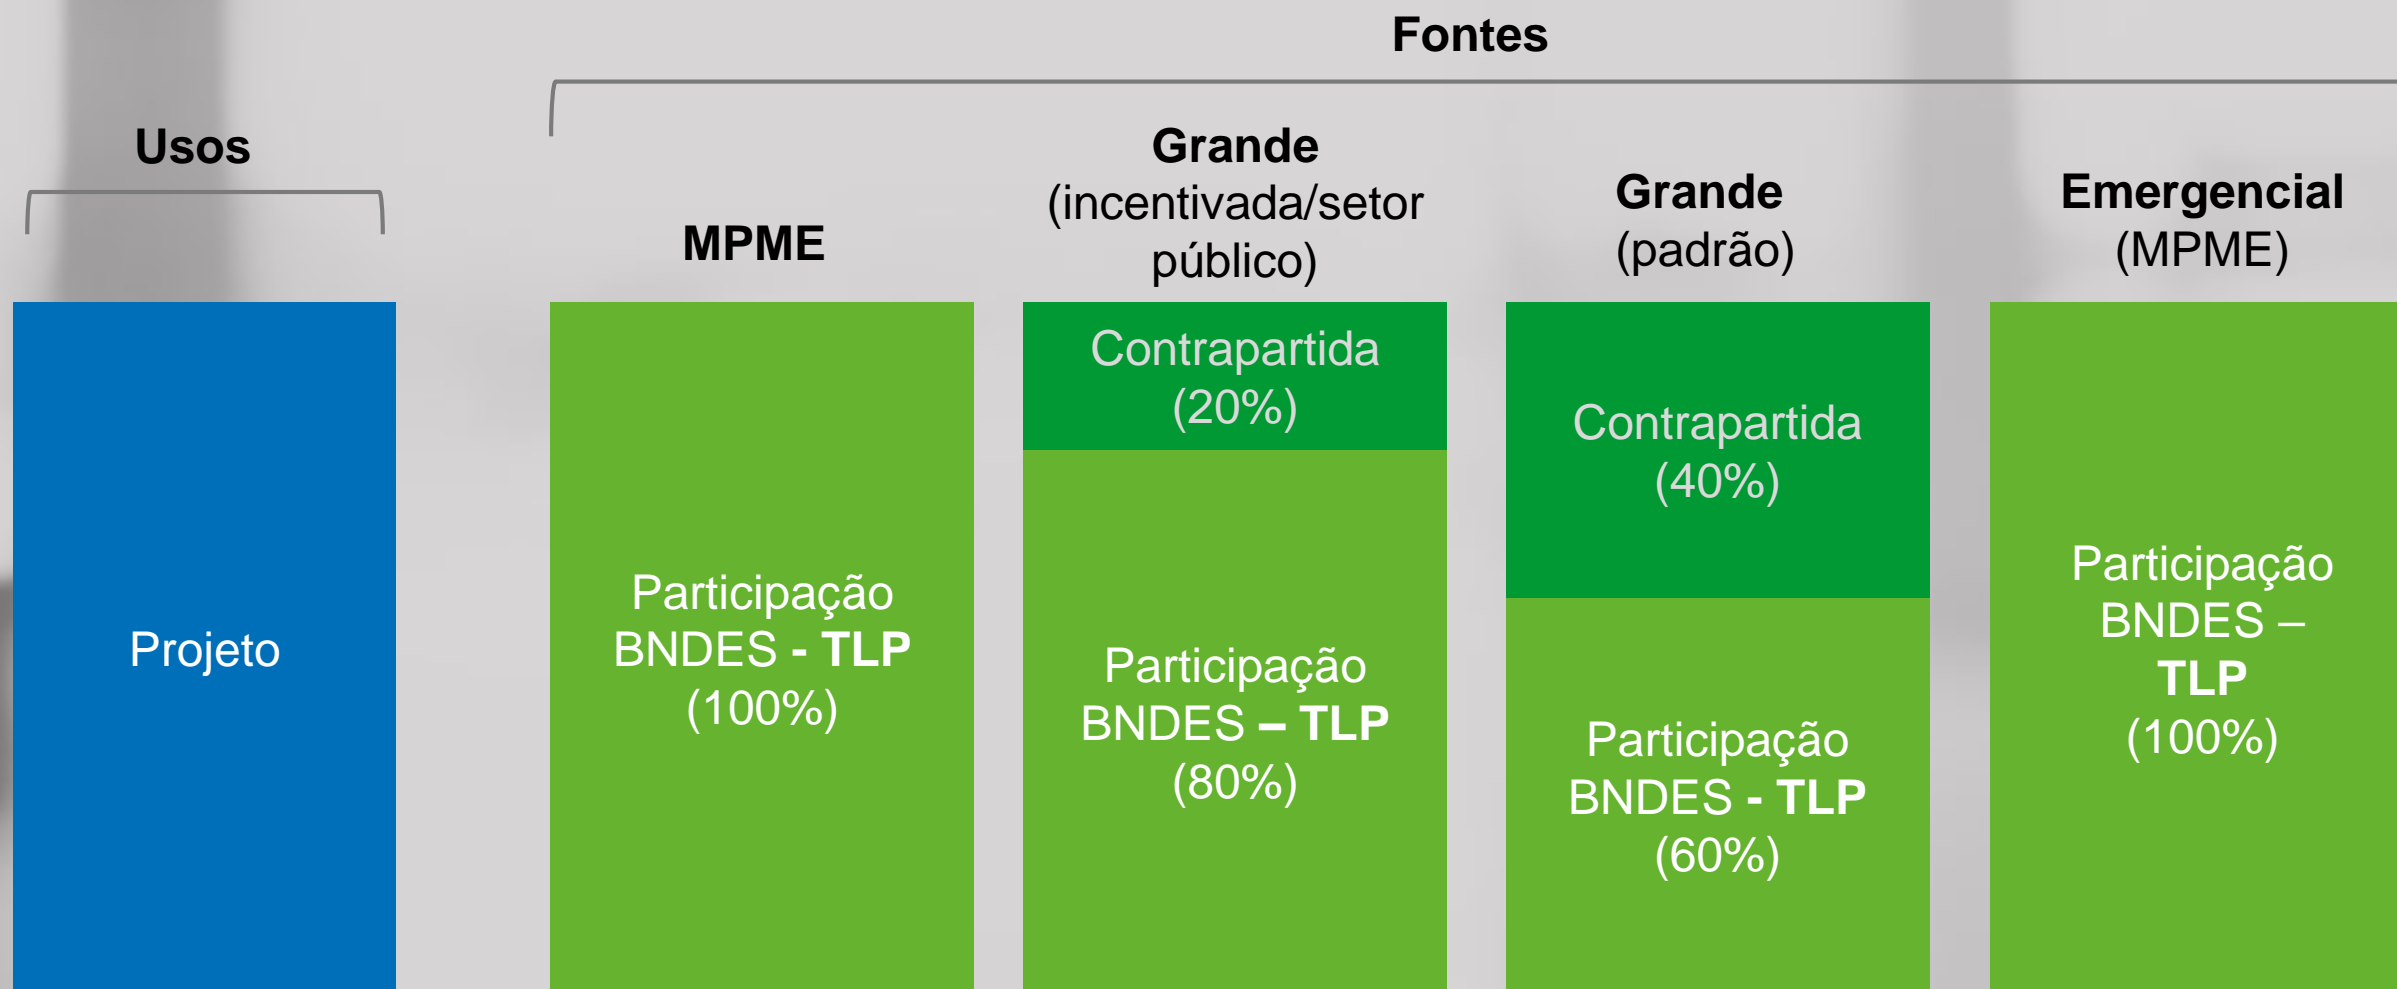 Fontes
Usos
MPME
Grande
(incentivada/setor
público)
Grande
(padrão)
Emergencial
(MPME)
Projeto
Participação
BNDES - TLP
(100%)
Contrapartida
(20%)
Participação
BNDES – TLP
(80%)
Contrapartida
(40%)
Participação
BNDES - TLP
(60%)
Participação
BNDES –
TLP
(100%)